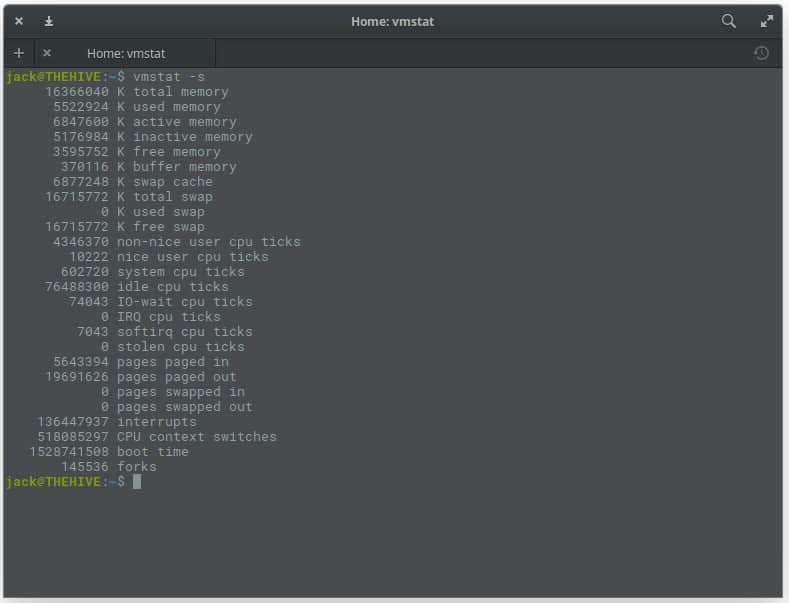 Home: vmstat
Home: vmstat
jack@THEHIVE:~$ vmstat -s
16366040 K total memory
5522924 K used memory
6847600 K active memory
5176984 K inactive memory
3595752 K free memory
370116 K buffer memory
6877248 K swap cache
16715772 K total swap
0 K used swap
16715772 K free swap
4346370 non-nice user cpu ticks
10222 nice user cpu ticks
602720 system cpu ticks
76488300 idle cpu ticks
74043 IO-wait cpu ticks
0 IRQ cpu ticks
7043 softirq cpu ticks
0 stolen cpu ticks
5643394 pages paged in
19691626 pages paged out
0 pages swapped in
0 pages swapped out
136447937 interrupts
518085297 CPU context switches
1528741508 boot time
145536 forks
jack@THEHIVE:~$